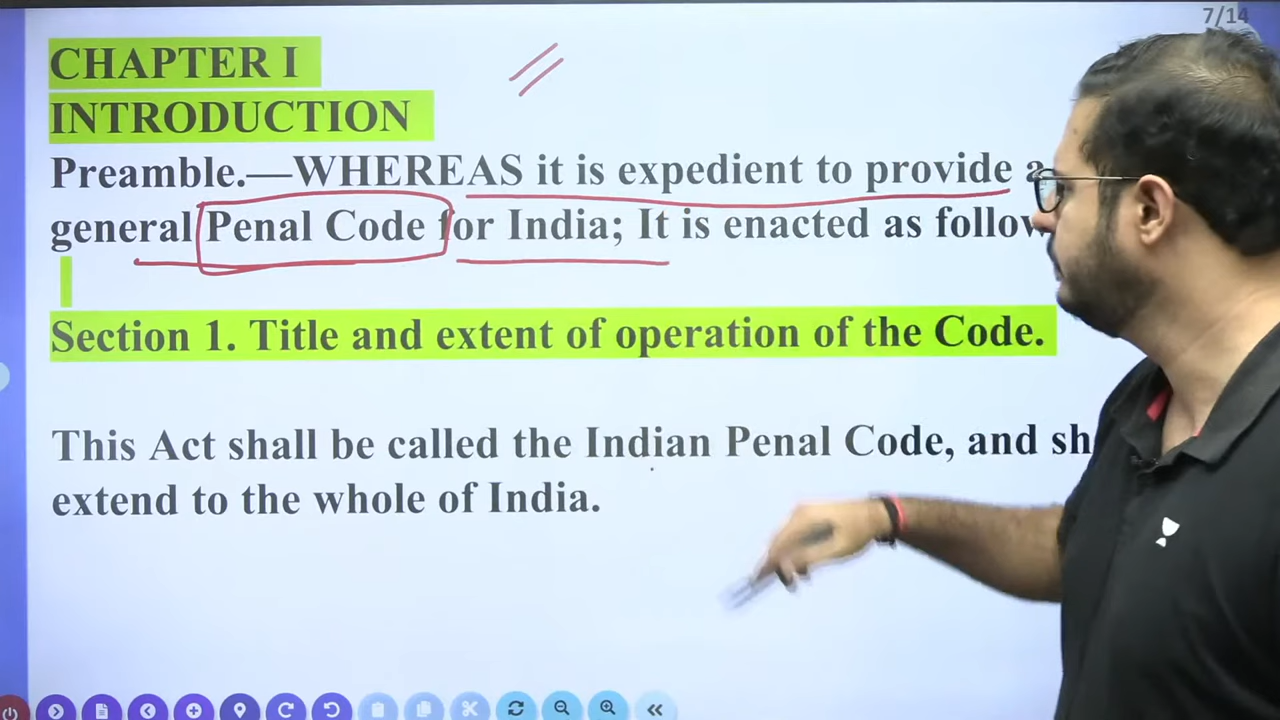 7/14
CHAPTER I
INTRODUCTION
Preamble.—WHEREAS it is expedient to provide a
general Penal Code for India; It is enacted as follow
Section 1. Title and extent of operation of the Code.
This Act shall be called the Indian Penal Code, and sh
extend to the whole of India.